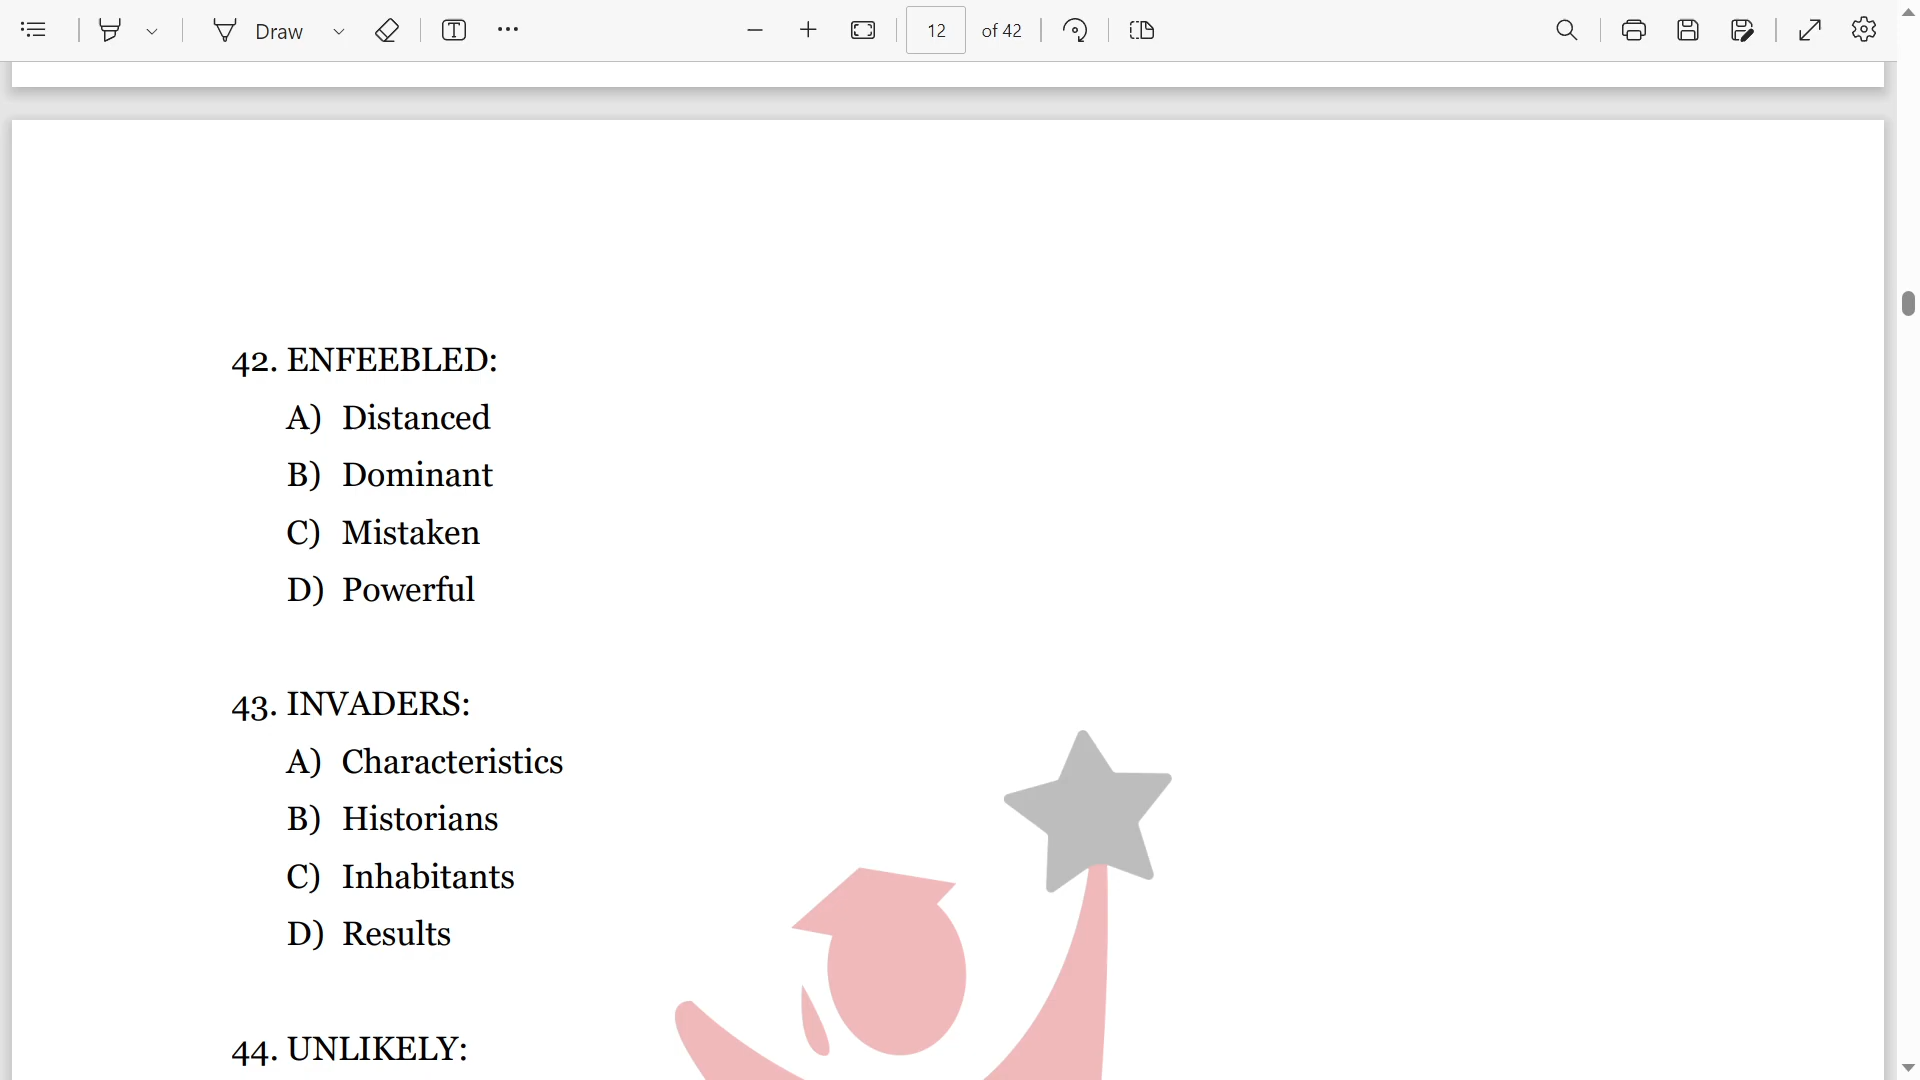 Draw
12 of 42
42. ENFEEBLED:
A) Distanced
B) Dominant
C) Mistaken
D) Powerful
43. INVADERS:
A) Characteristics
B) Historians
C) Inhabitants
D) Results
44. UNLIKELY: